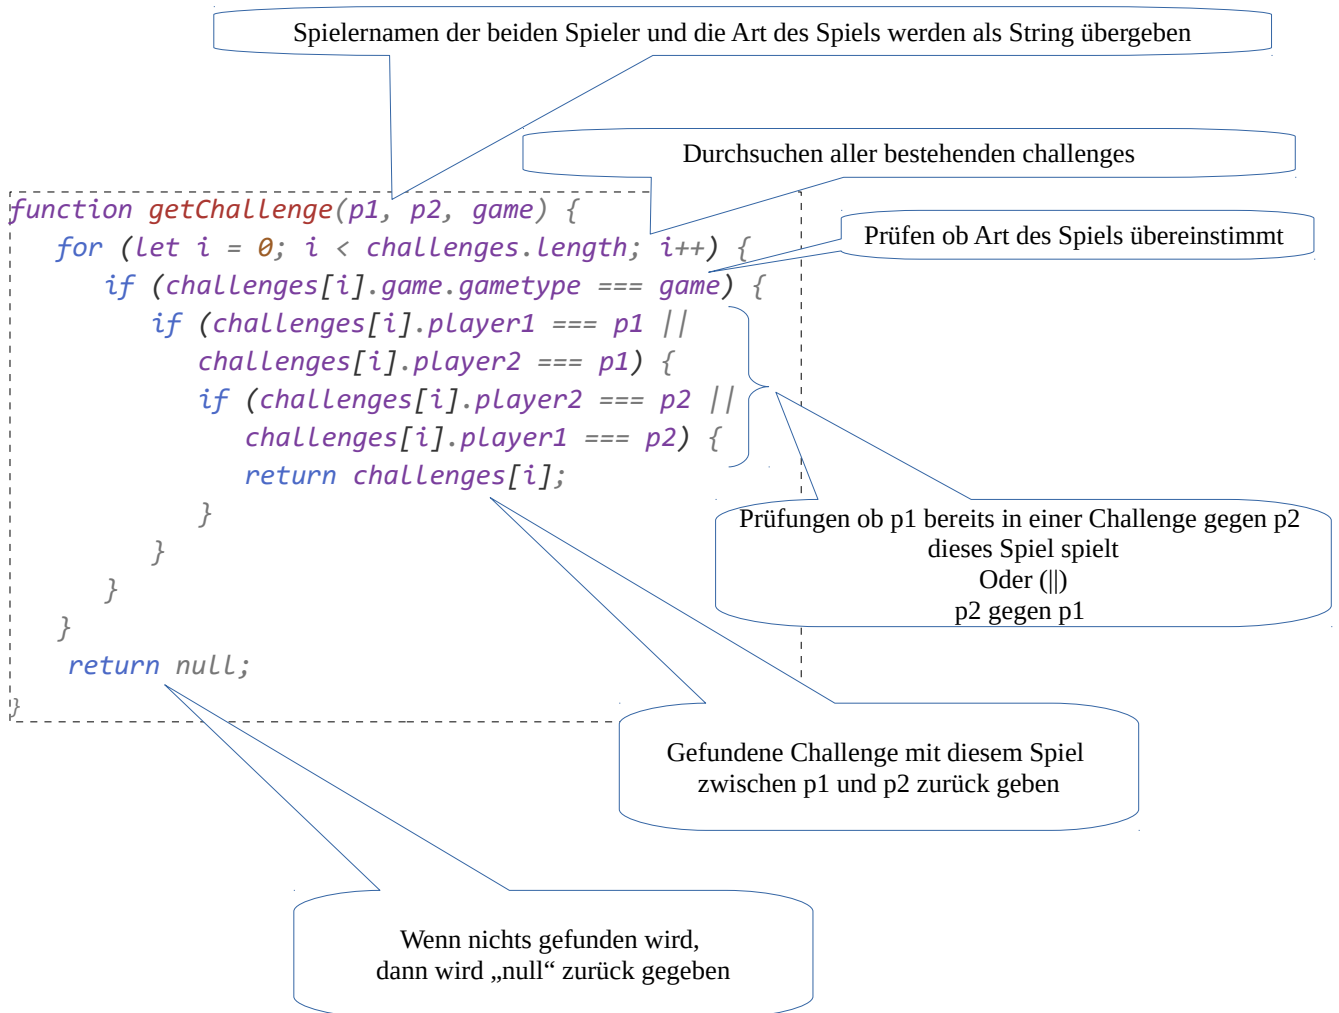 Spielernamen der beiden Spieler und die Art des Spiels werden als String übergeben
Durchsuchen aller bestehenden challenges
function getChallenge(p1, p2, game) {
for (let i = 0; i < challenges.length; i++) {
Prüfen ob Art des Spiels übereinstimmt
if (challenges[i].game.gametype === game) {
if (challenges[i].player1 === p1 ||
challenges[i].player2 === p1) {
if (challenges[i].player2 === p2 ||
challenges[i].player1 === p2) {
return challenges[i];
}
}
}
}
return null;
}
Prüfungen ob p1 bereits in einer Challenge gegen p2
dieses Spiel spielt
Oder (||)
p2 gegen p1
Gefundene Challenge mit diesem Spiel
zwischen p1 und p2 zurück geben
Wenn nichts gefunden wird,
dann wird „null“ zurück gegeben